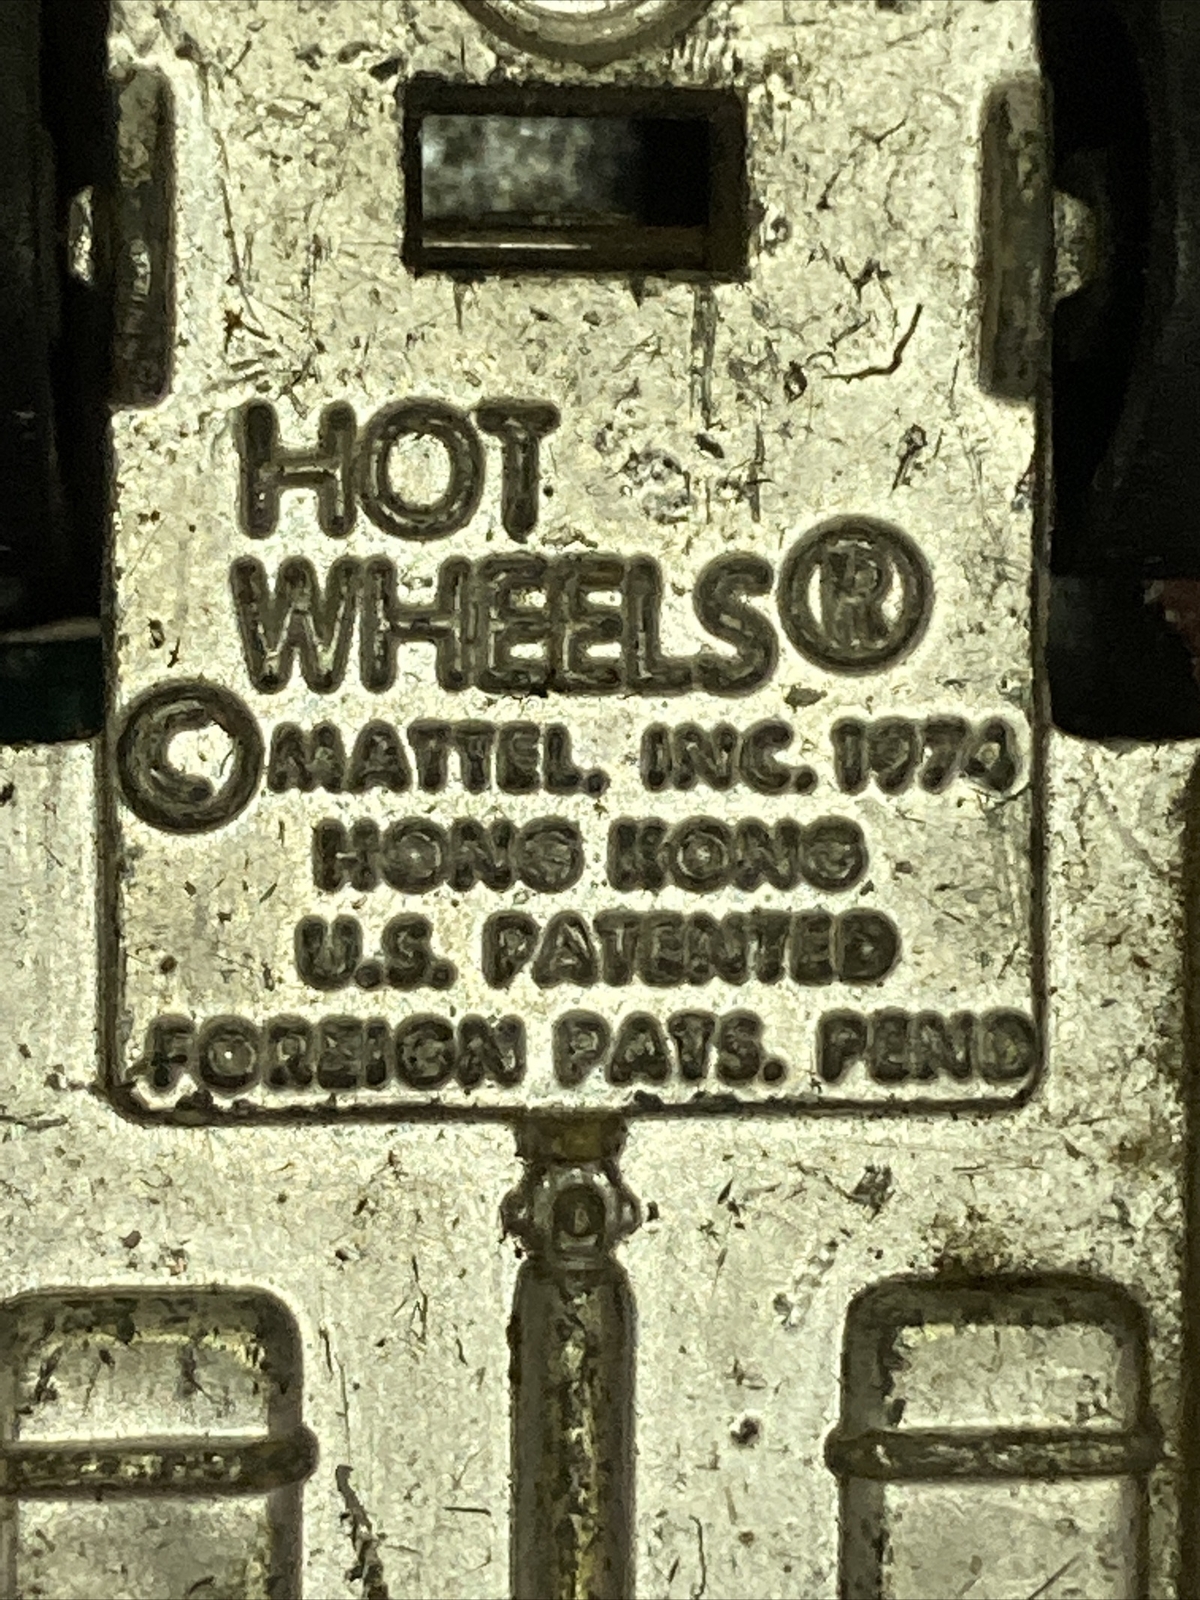 HOT
WHEELS®
© MATTEL, INC. 1974
HONG KONG
U.S. PATENTED
FOREIGN PATS. PEND